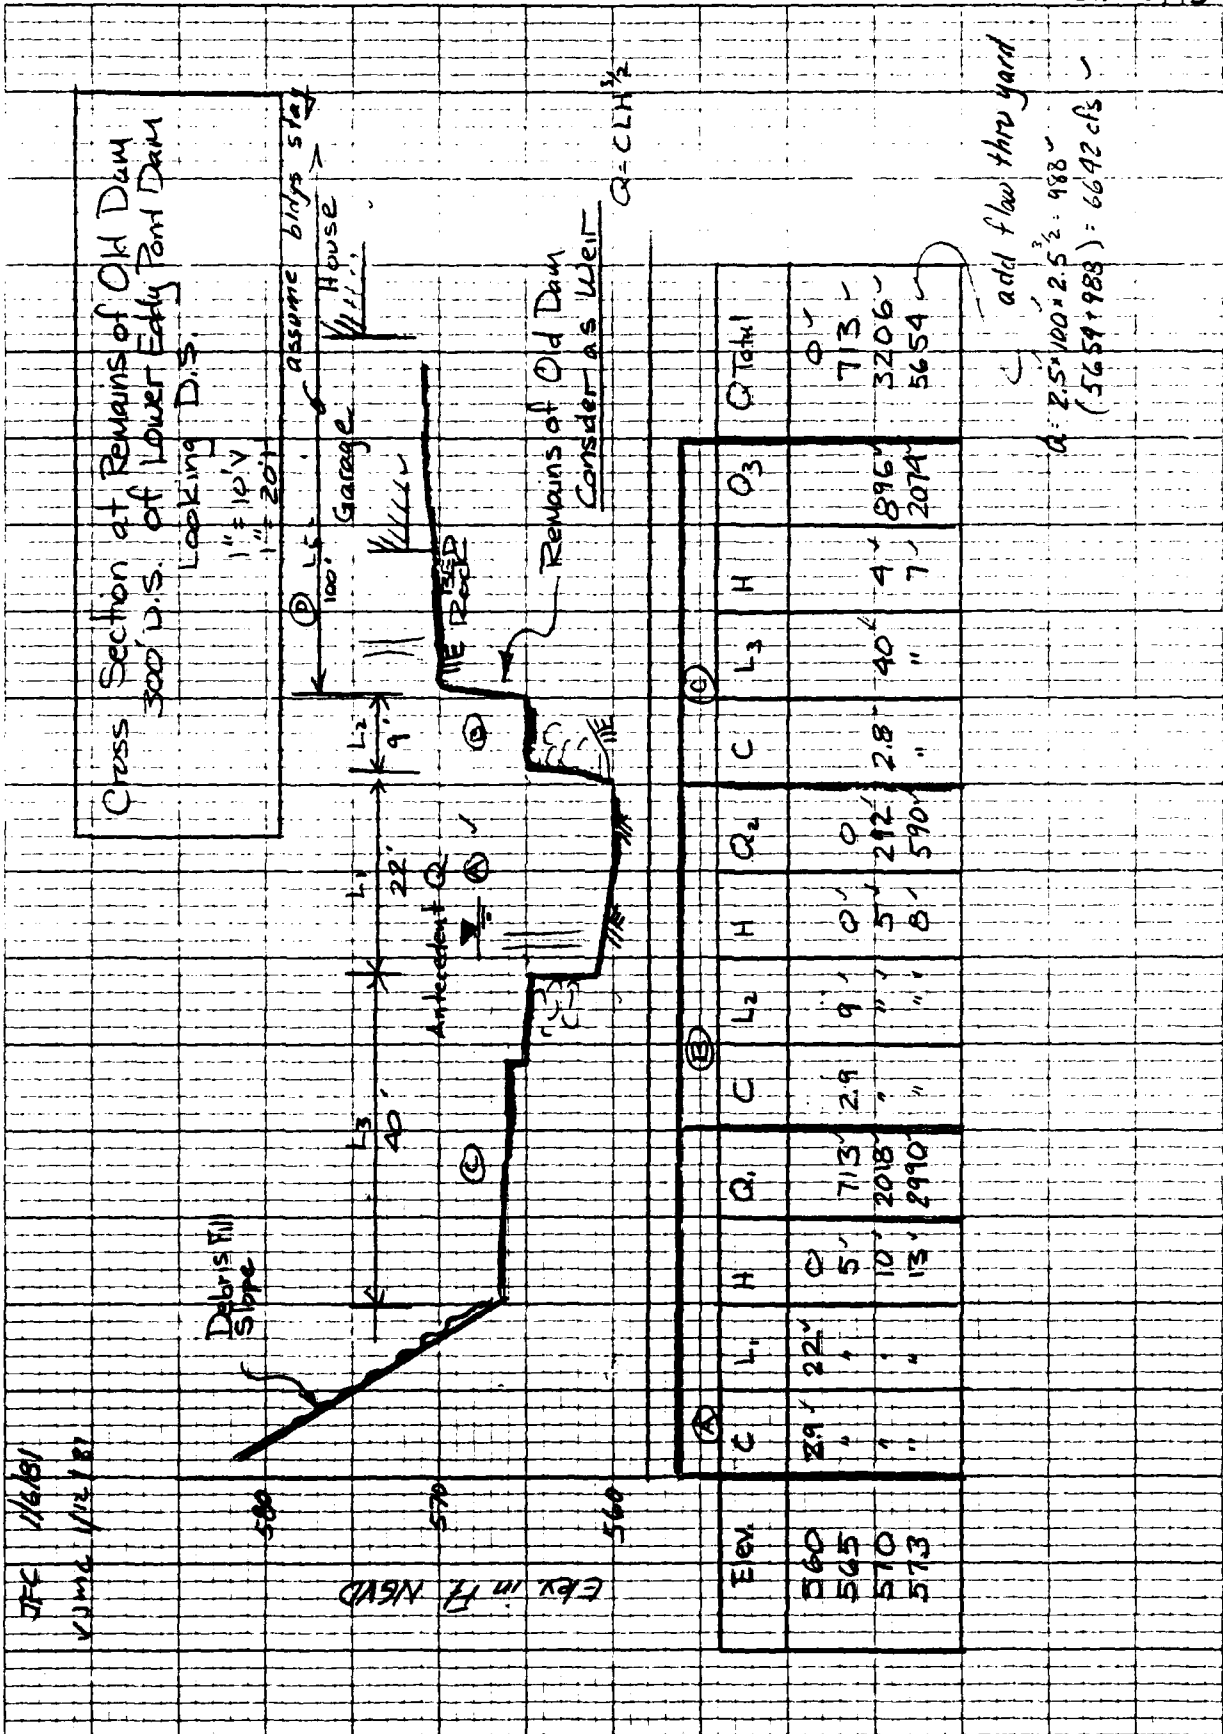 JFC 1/6/81
VJMC 1/12/81
Cross Section at Remains of Old Dam
300' D.S. of Lower Eddy Pond Dam
Looking D.S.
1" = 10' V
1" = 20' H
assume bldgs stay
Debris Fill
Slope
L3
40'
L1
22'
L2
9'
D L5
100'
Garage
House
Antecedent Q
C
A
B
BED
Rock
Remains of Old Dam
Consider as Weir
Q = CLH 3/2
Elev. in Ft. NGVD
580
570
560
A B C
Elev. C L1 H Q1 C L2 H Q2 C L3 H Q3 Q Total
560 2.9 22 0 0
565 " " 5 713 2.9 9 0 0 713
570 " " 10 2018 " " 5 292 2.8 40 4 896 3206
573 " " 13 2990 " " 8 590 " " 7 2074 5654
add flow thru yard
Q = 2.5 x 100 x 2.5 3/2 = 988
(5654 + 988) = 6642 cfs